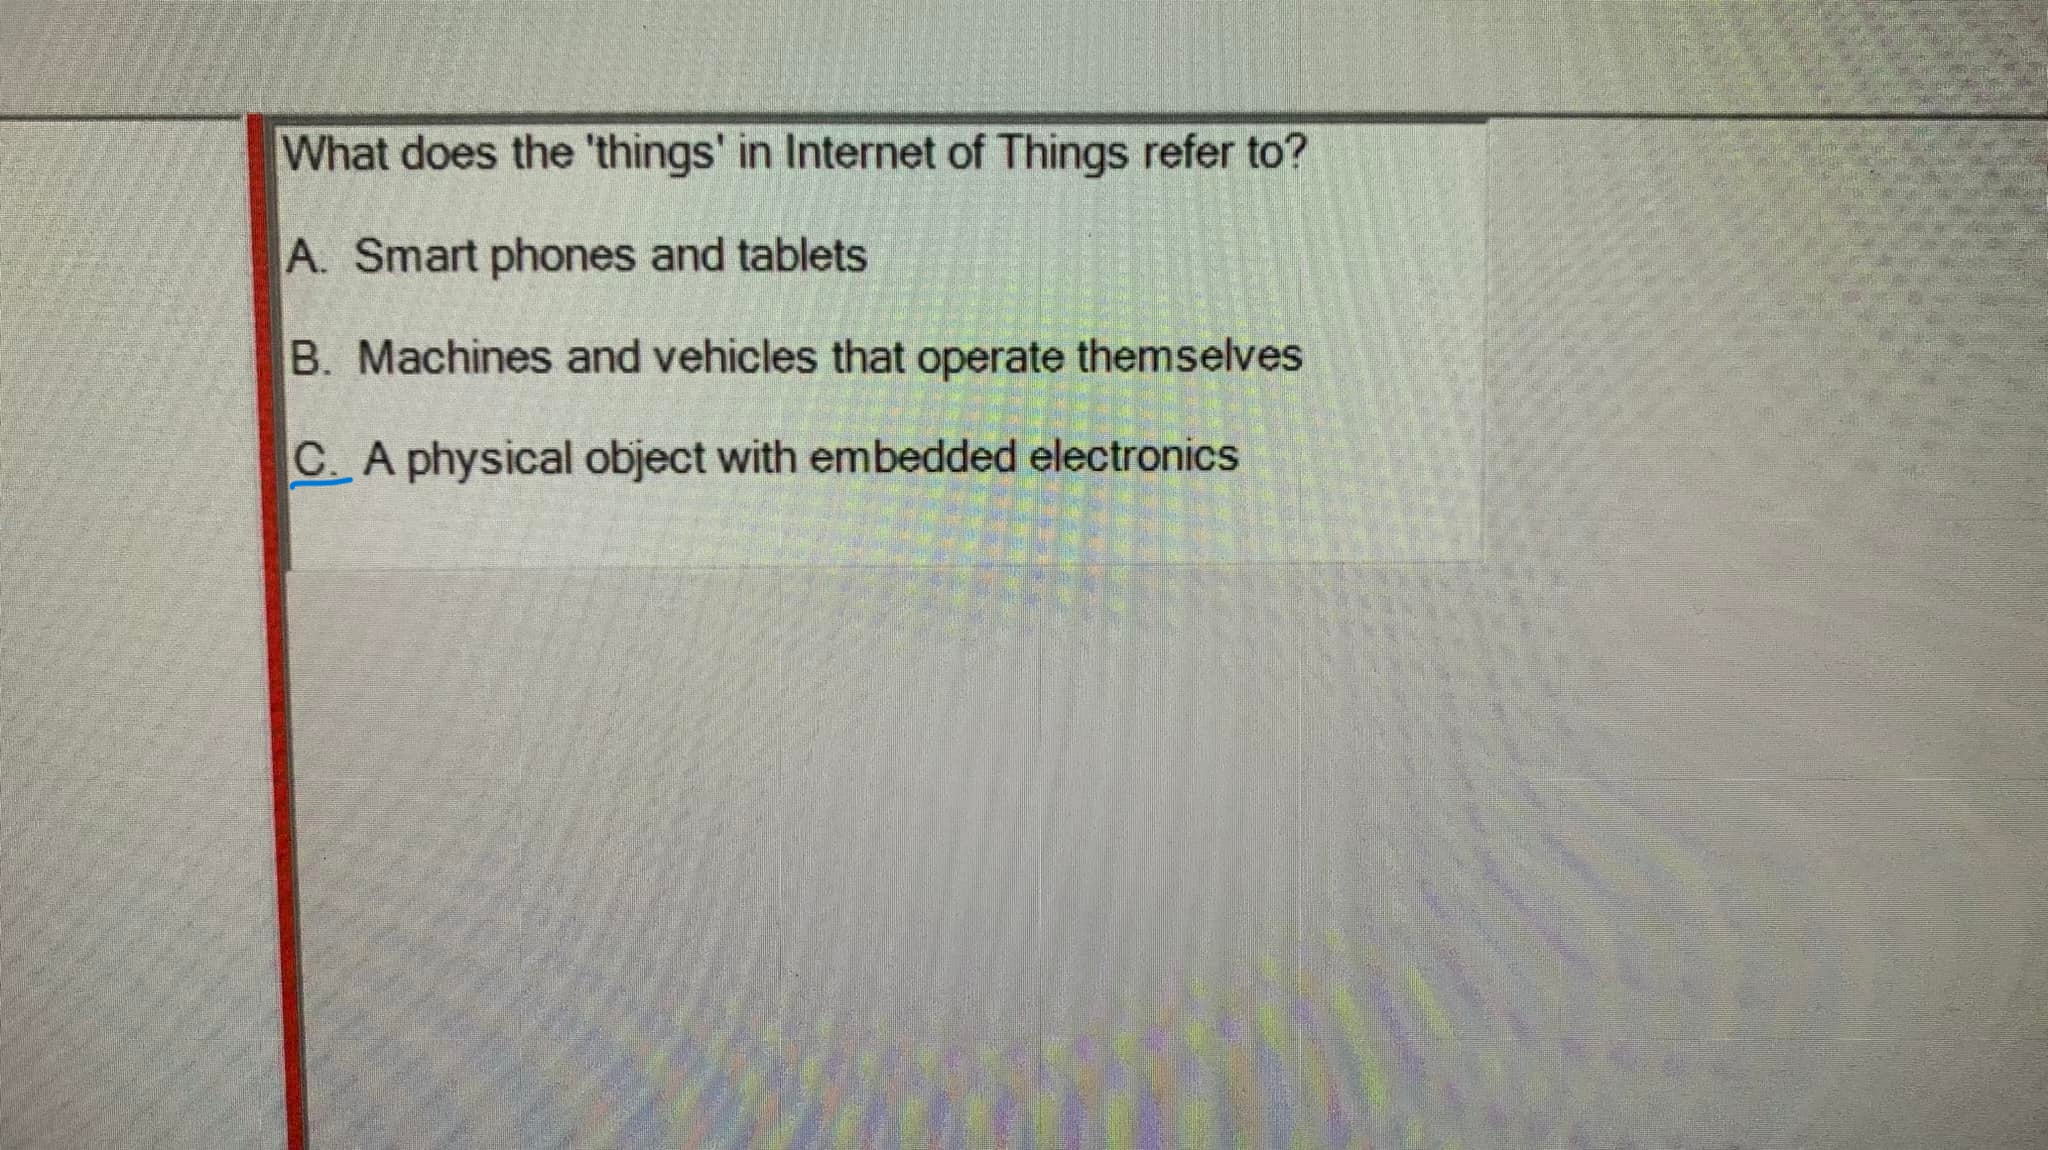 What does the 'things' in Internet of Things refer to?
A. Smart phones and tablets
B. Machines and vehicles that operate themselves
C. A physical object with embedded electronics